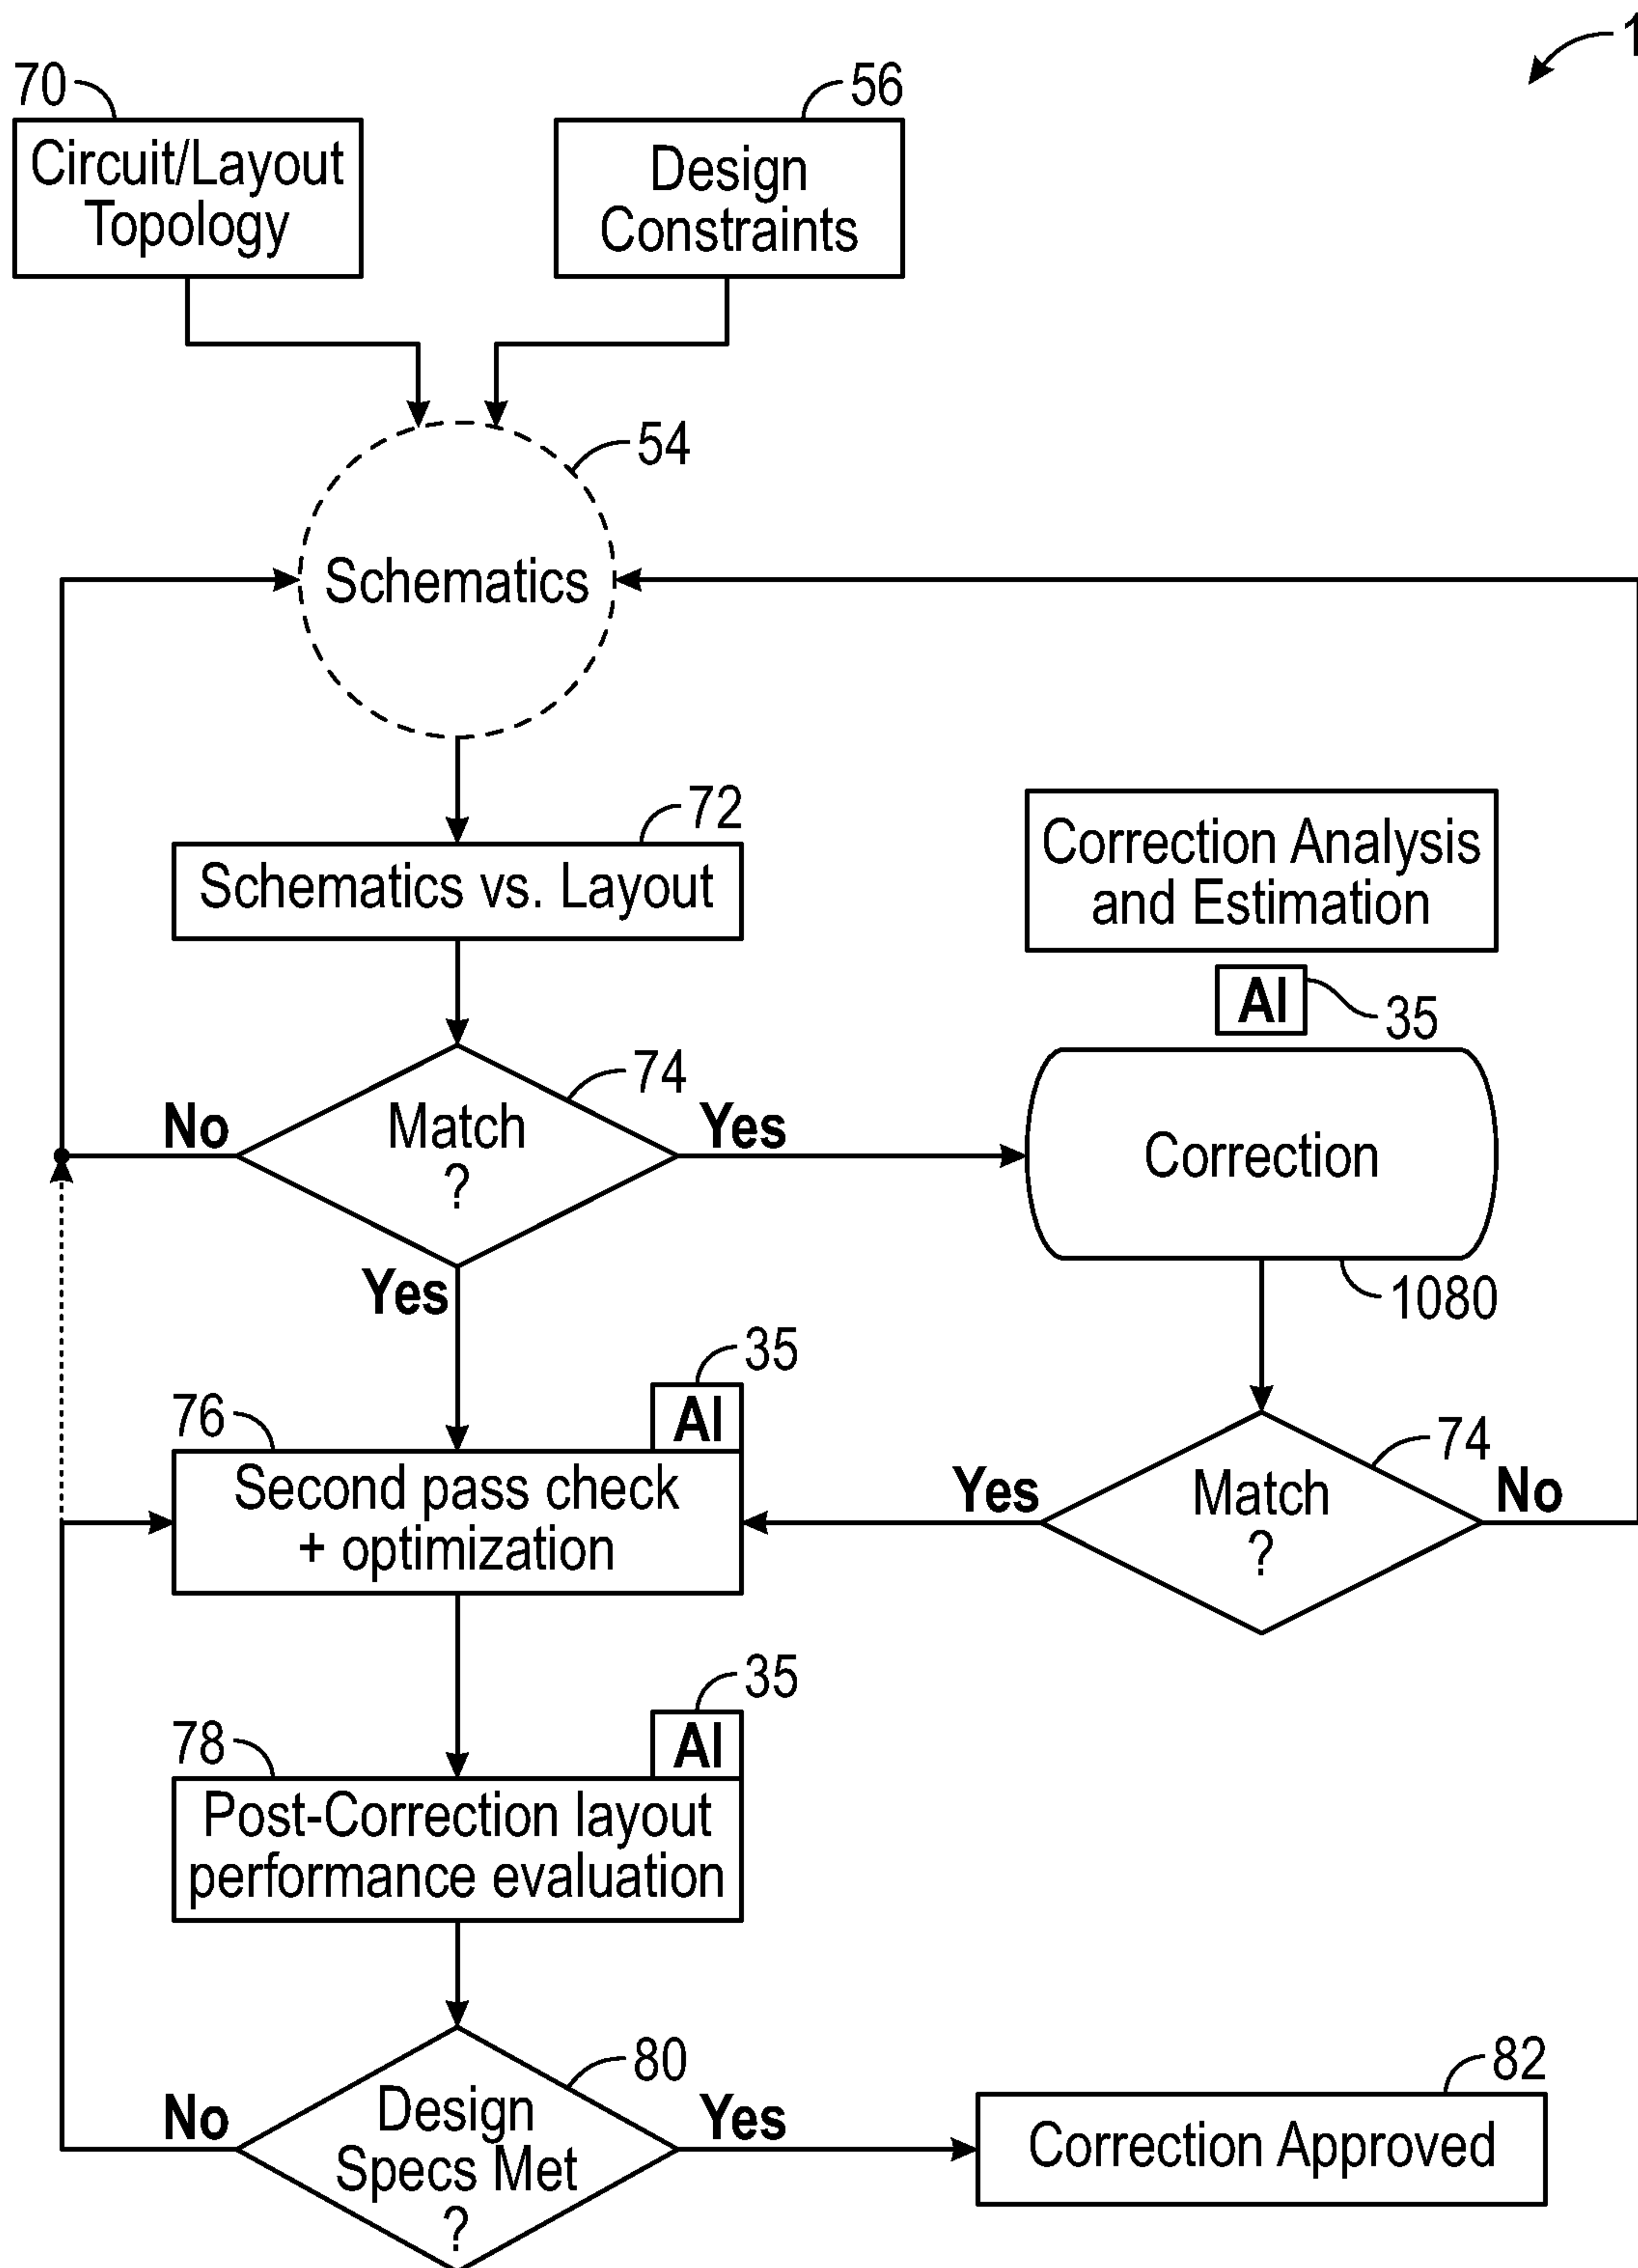 1
70
56
Circuit/Layout
Topology
Design
Constraints
54
Schematics
72
Schematics vs. Layout
Correction Analysis
and Estimation
AI
35
74
No
Match
?
Yes
Correction
Yes
1080
35
76
AI
Second pass check
+ optimization
74
Yes
Match
?
No
35
78
AI
Post-Correction layout
performance evaluation
80
No
Design
Specs Met
?
Yes
82
Correction Approved